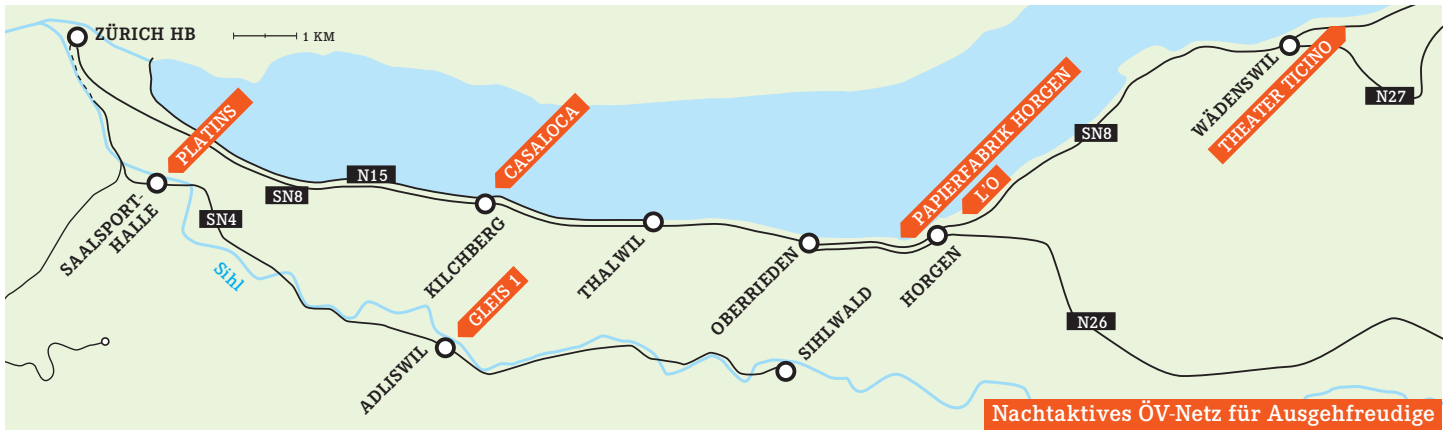 ZÜRICH HB
1 KM
PLATINS
CASALOCA
PAPIERFABRIK HORGEN
L'O
WÄDENSWIL
THEATER TICINO
N27
SN8
N15
SN8
SAALSPORT-
HALLE
SN4
Sihl
KILCHBERG
THALWIL
OBERRIEDEN
HORGEN
GLEIS 1
ADLISWIL
SIHLWALD
N26
Nachtaktives ÖV-Netz für Ausgehfreudige